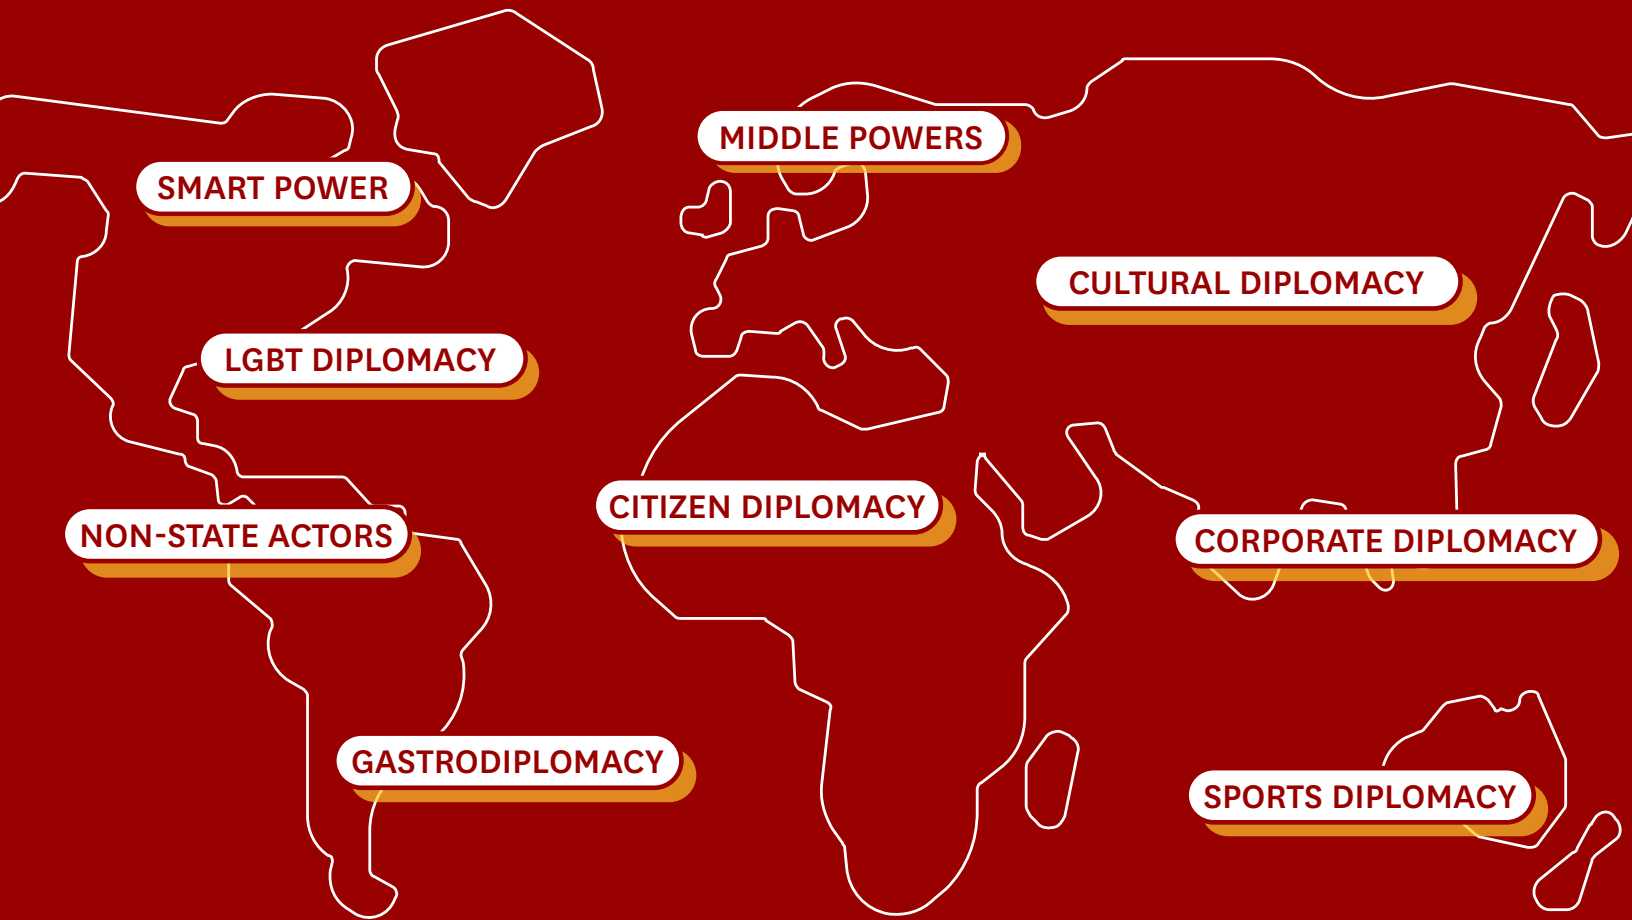 MIDDLE POWERS
SMART POWER
CULTURAL DIPLOMACY
LGBT DIPLOMACY
CITIZEN DIPLOMACY
NON-STATE ACTORS
CORPORATE DIPLOMACY
GASTRODIPLOMACY
SPORTS DIPLOMACY